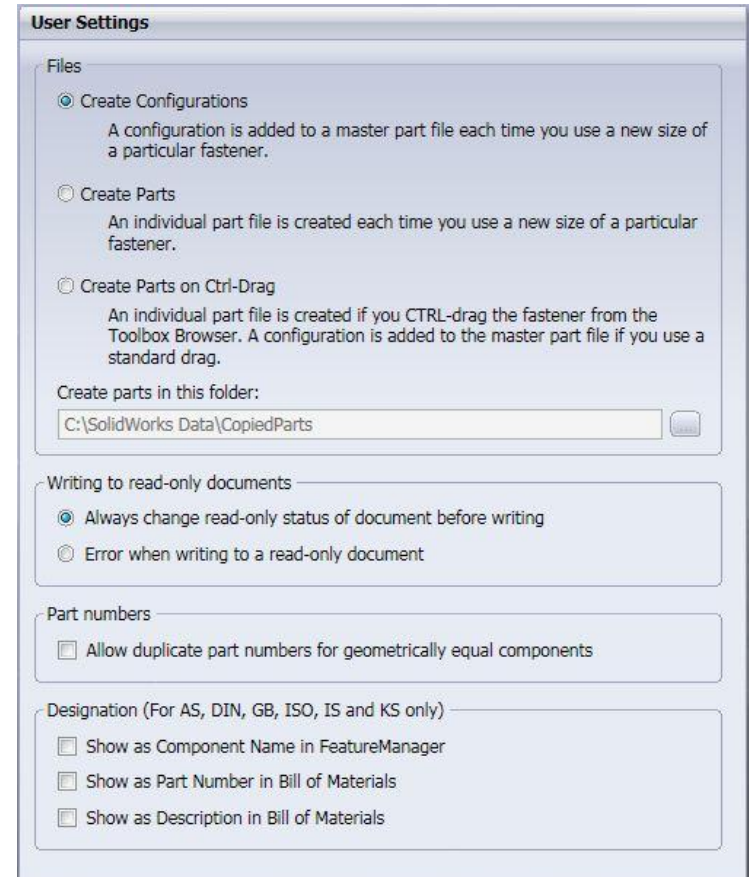 User Settings
Files
Create Configurations
A configuration is added to a master part file each time you use a new size of
a particular fastener.
Create Parts
An individual part file is created each time you use a new size of a particular
fastener.
Create Parts on Ctrl-Drag
An individual part file is created if you CTRL-drag the fastener from the
Toolbox Browser. A configuration is added to the master part file if you use a
standard drag.
Create parts in this folder:
C:\SolidWorks Data\CopiedParts
...
Writing to read-only documents
Always change read-only status of document before writing
Error when writing to a read-only document
Part numbers
Allow duplicate part numbers for geometrically equal components
Designation (For AS, DIN, GB, ISO, IS and KS only)
Show as Component Name in FeatureManager
Show as Part Number in Bill of Materials
Show as Description in Bill of Materials